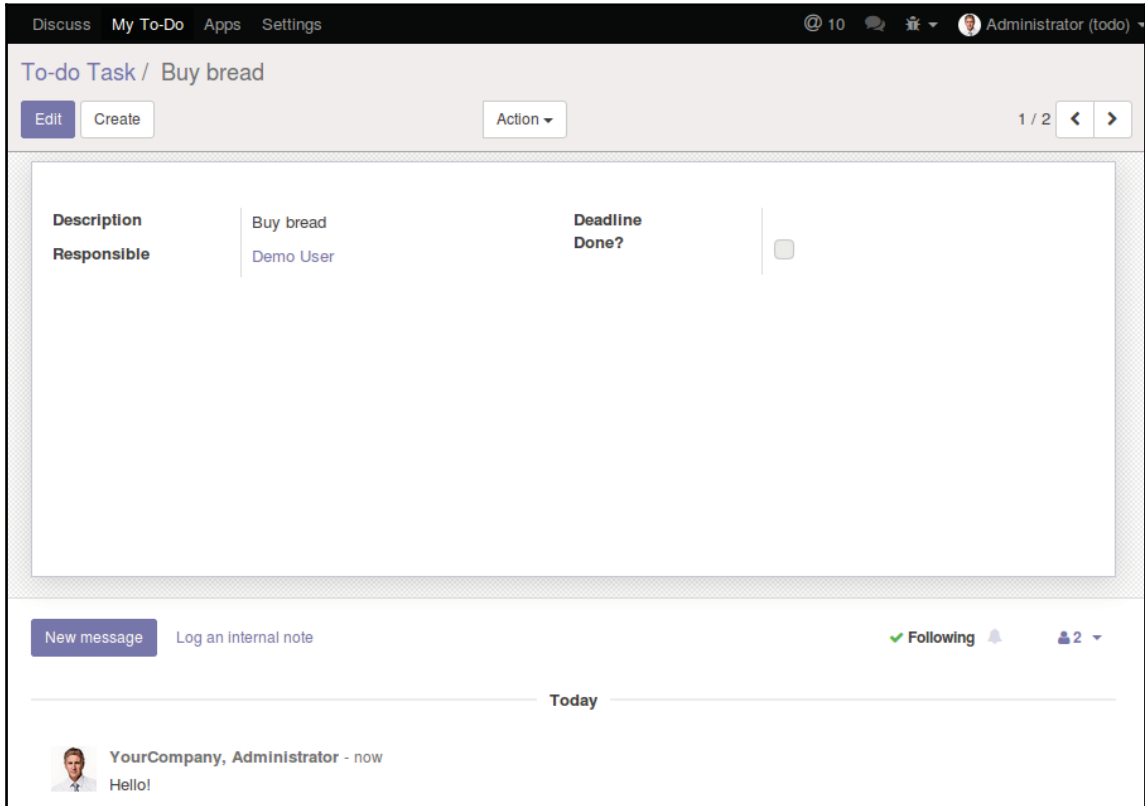 Discuss My To-Do Apps Settings @ 10 Administrator (todo)
To-do Task / Buy bread
Edit Create Action 1 / 2
Description Buy bread Deadline
Responsible Demo User Done?
New message Log an internal note Following 2
Today
YourCompany, Administrator - now
Hello!